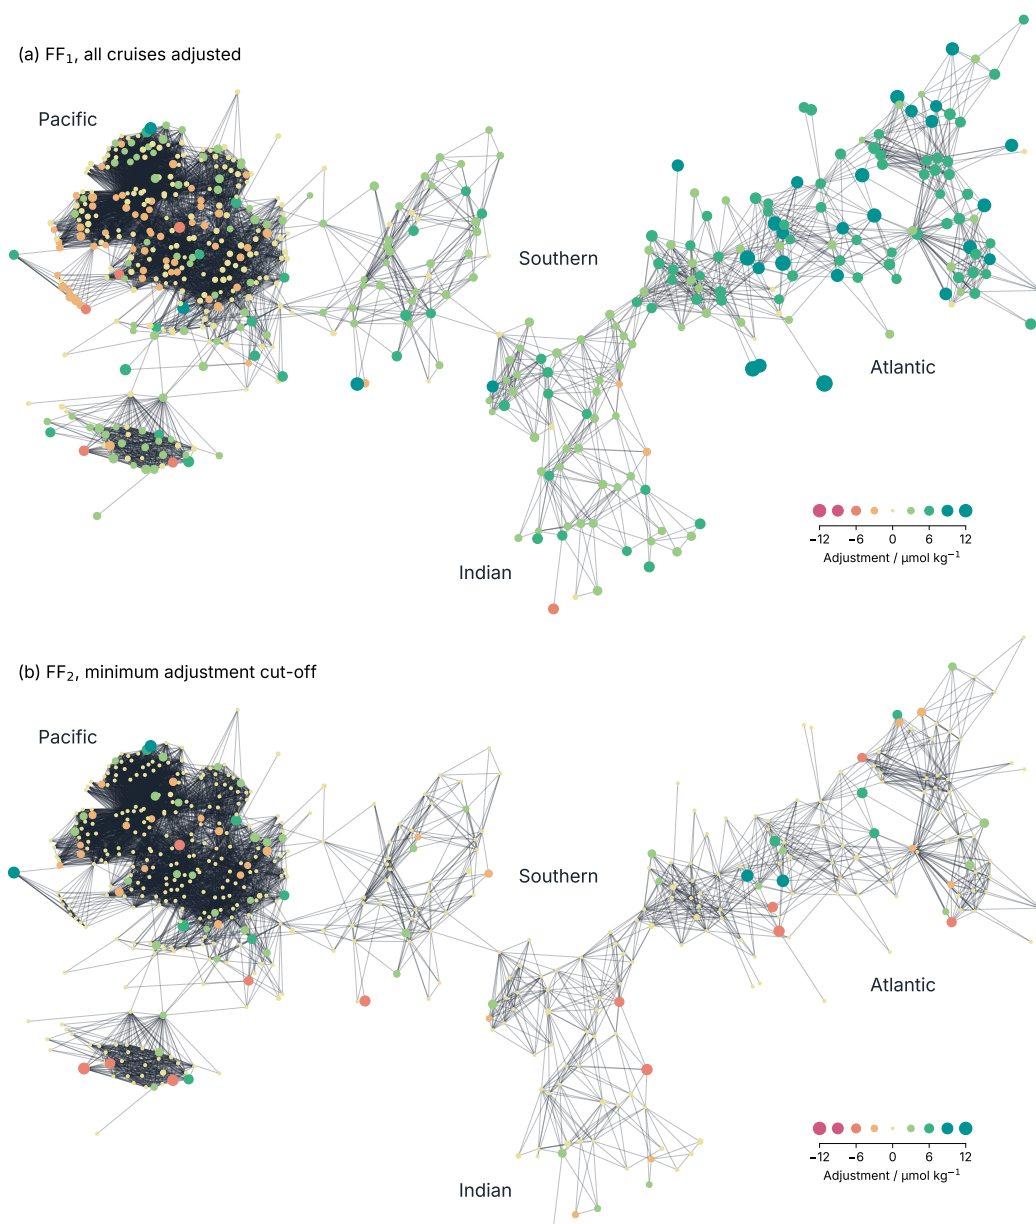 (a) FF₁, all cruises adjusted
Pacific
Southern
Atlantic
Indian
−12 −6 0 6 12
Adjustment / μmol kg⁻¹
(b) FF₂, minimum adjustment cut-off
Pacific
Southern
Atlantic
Indian
−12 −6 0 6 12
Adjustment / μmol kg⁻¹